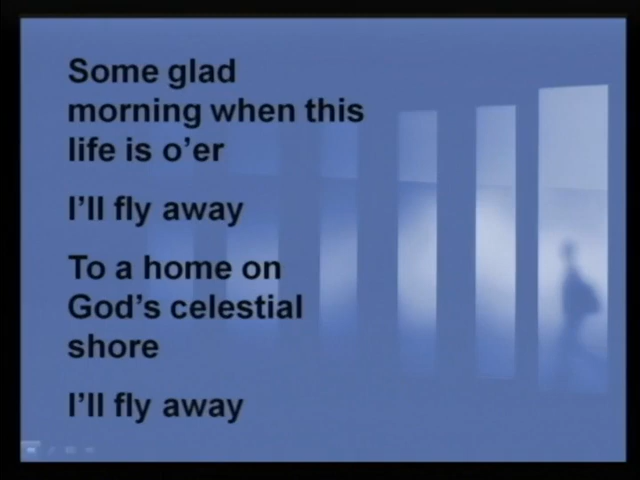 Some glad
morning when this
life is o’er
I’ll fly away
To a home on
God’s celestial
shore
I’ll fly away